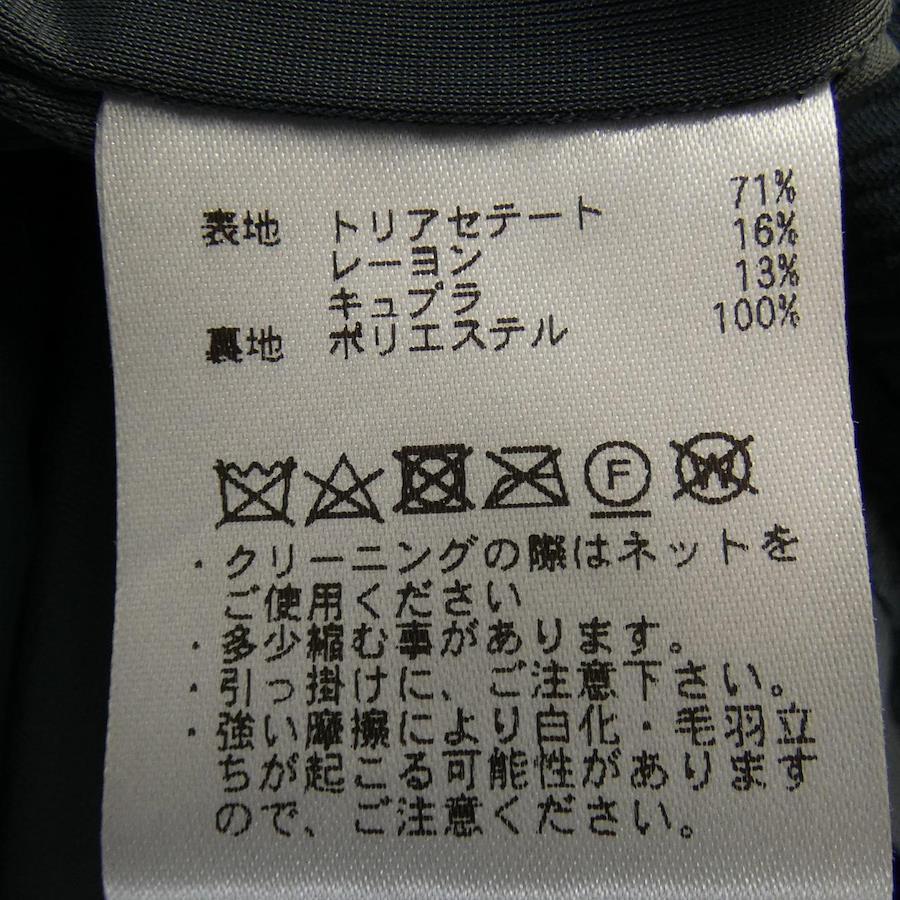 表地 トリアセテート 71%
レーヨン 16%
キュプラ 13%
裏地 ポリエステル 100%
F
W
・クリーニングの際はネットを
ご使用ください
・多少縮む事があります。
・引っ掛けに、ご注意下さい。
・強い摩擦により白化・毛羽立
ちが起こる可能性があります
ので、ご注意ください。